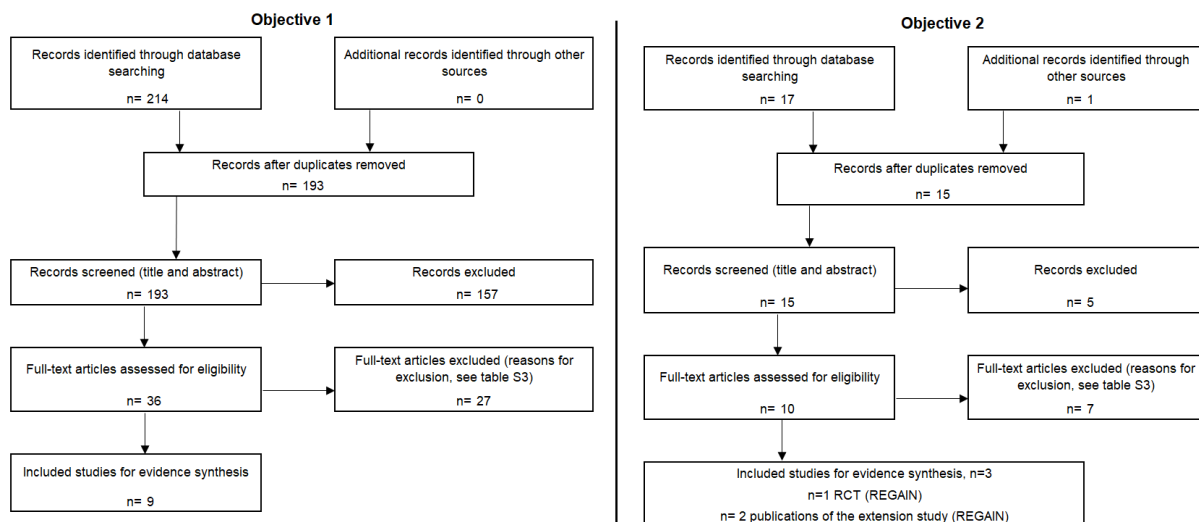 Objective 1
Records identified through database
searching
n= 214
Additional records identified through other
sources
n= 0
Records after duplicates removed
n= 193
Records screened (title and abstract)
n= 193
Records excluded
n= 157
Full-text articles assessed for eligibility
n= 36
Full-text articles excluded (reasons for
exclusion, see table S3)
n= 27
Included studies for evidence synthesis
n= 9
Objective 2
Records identified through database
searching
n= 17
Additional records identified through
other sources
n= 1
Records after duplicates removed
n= 15
Records screened (title and abstract)
n= 15
Records excluded
n= 5
Full-text articles assessed for eligibility
n= 10
Full-text articles excluded (reasons for
exclusion, see table S3)
n= 7
Included studies for evidence synthesis, n=3
n=1 RCT (REGAIN)
n= 2 publications of the extension study (REGAIN)